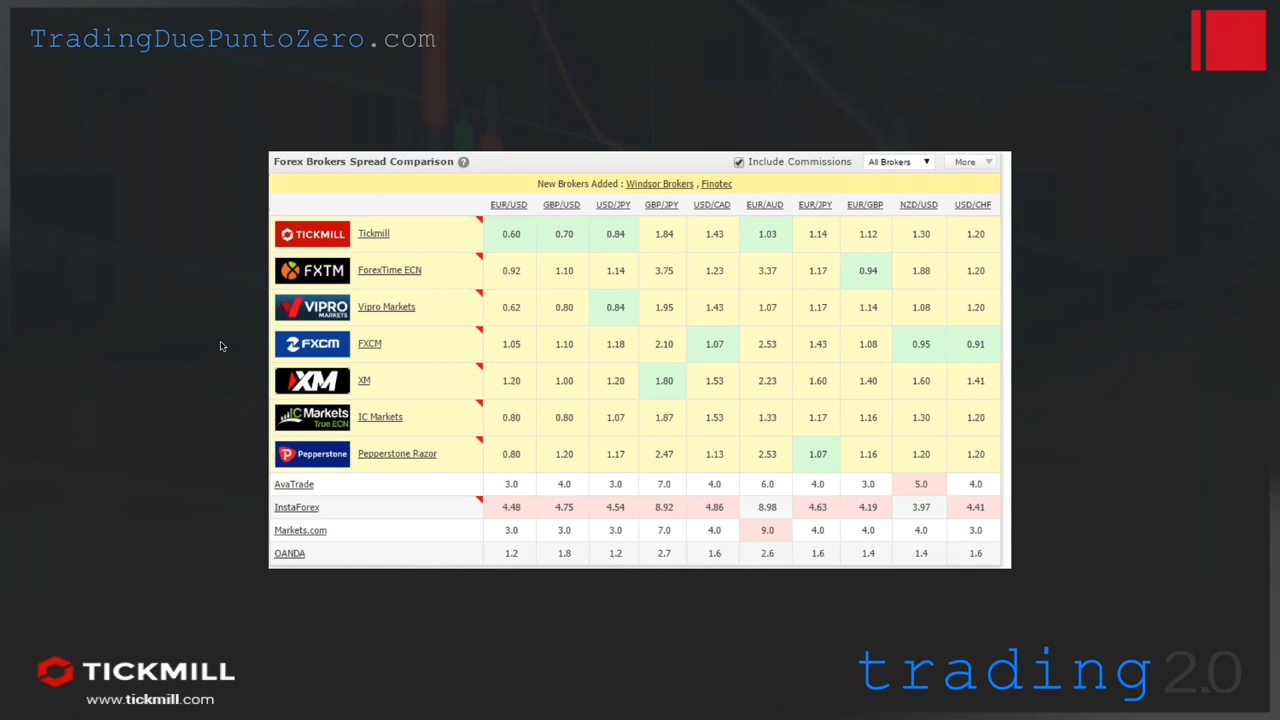 TradingDuePuntoZero.com
Forex Brokers Spread Comparison ? Include Commissions All Brokers More
New Brokers Added : Windsor Brokers , Finotec
EUR/USD GBP/USD USD/JPY GBP/JPY USD/CAD EUR/AUD EUR/JPY EUR/GBP NZD/USD USD/CHF
TICKMILL Tickmill 0.60 0.70 0.84 1.84 1.43 1.03 1.14 1.12 1.30 1.20
FXTM ForexTime ECN 0.92 1.10 1.14 3.75 1.23 3.37 1.17 0.94 1.88 1.20
VIPRO MARKETS Vipro Markets 0.62 0.80 0.84 1.95 1.43 1.07 1.17 1.14 1.08 1.20
FXCM FXCM 1.05 1.10 1.18 2.10 1.07 2.53 1.43 1.08 0.95 0.91
XM XM 1.20 1.00 1.20 1.80 1.53 2.23 1.60 1.40 1.60 1.41
IC Markets True ECN IC Markets 0.80 0.80 1.07 1.87 1.53 1.33 1.17 1.16 1.30 1.20
Pepperstone Pepperstone Razor 0.80 1.20 1.17 2.47 1.13 2.53 1.07 1.16 1.20 1.20
AvaTrade 3.0 4.0 3.0 7.0 4.0 6.0 4.0 3.0 5.0 4.0
InstaForex 4.48 4.75 4.54 8.92 4.86 8.98 4.63 4.19 3.97 4.41
Markets.com 3.0 3.0 3.0 7.0 4.0 9.0 4.0 4.0 4.0 3.0
OANDA 1.2 1.8 1.2 2.7 1.6 2.6 1.6 1.4 1.4 1.6
TICKMILL
www.tickmill.com
trading 2.0